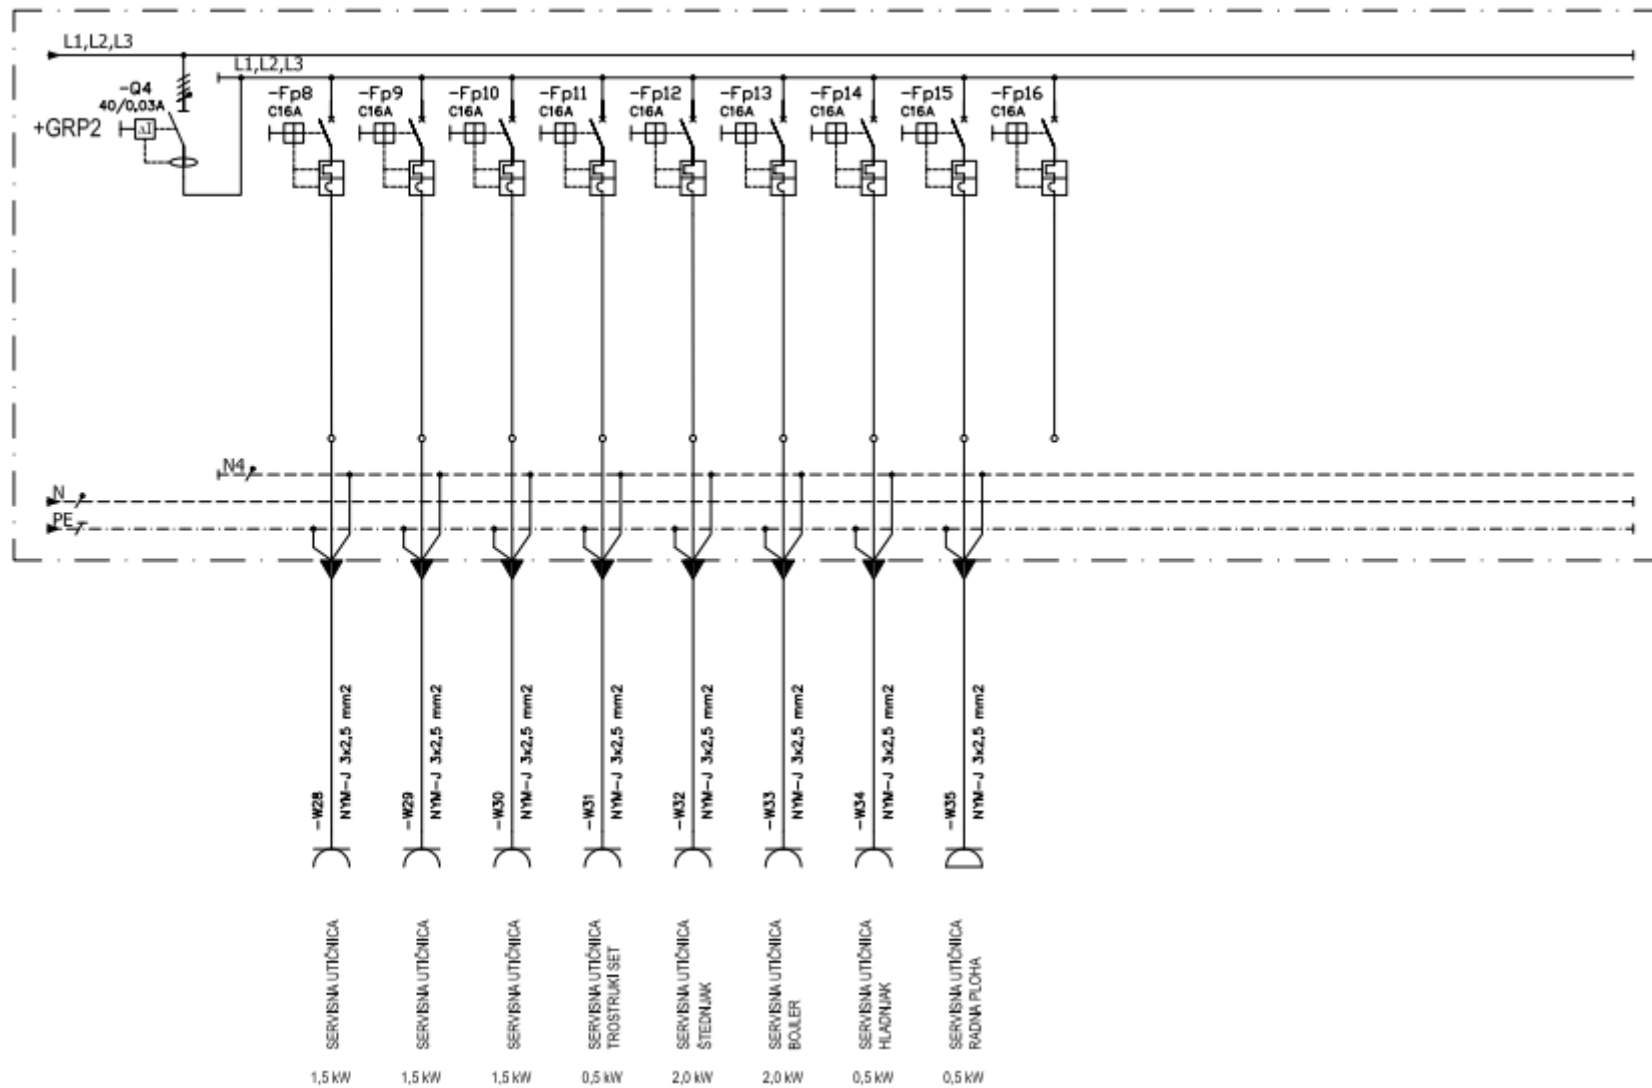 L1,L2,L3
L1,L2,L3
-Q4
40/0,03A
+GRP2
ΔI
-Fp8
C16A
-Fp9
C16A
-Fp10
C16A
-Fp11
C16A
-Fp12
C16A
-Fp13
C16A
-Fp14
C16A
-Fp15
C16A
-Fp16
C16A
N4
N
PE
-W28
NYM-J 3x2,5 mm2
-W29
NYM-J 3x2,5 mm2
-W30
NYM-J 3x2,5 mm2
-W31
NYM-J 3x2,5 mm2
-W32
NYM-J 3x2,5 mm2
-W33
NYM-J 3x2,5 mm2
-W34
NYM-J 3x2,5 mm2
-W35
NYM-J 3x2,5 mm2
SERVISNA UTIČNICA
1,5 kW
SERVISNA UTIČNICA
1,5 kW
SERVISNA UTIČNICA
1,5 kW
SERVISNA UTIČNICA
TROSTRUKI SET
0,5 kW
SERVISNA UTIČNICA
ŠTEDNJAK
2,0 kW
SERVISNA UTIČNICA
BOJLER
2,0 kW
SERVISNA UTIČNICA
HLADNJAK
0,5 kW
SERVISNA UTIČNICA
RADNA PLOHA
0,5 kW